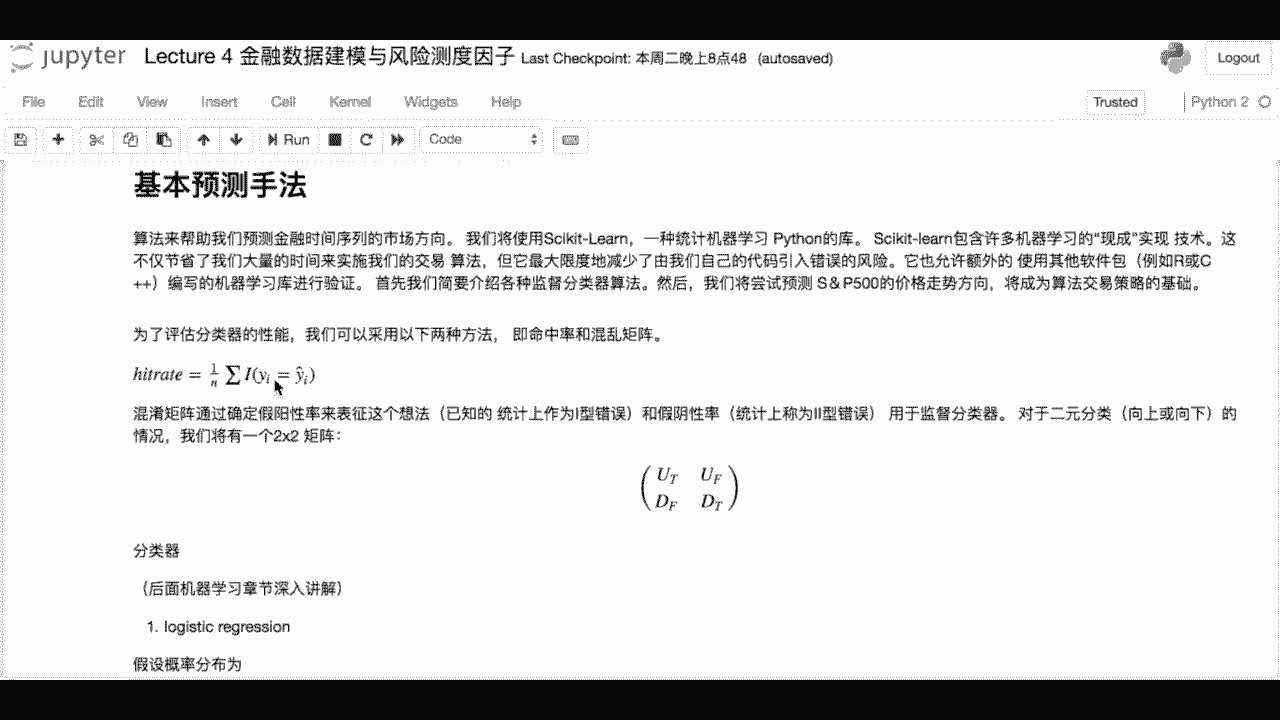 jupyter Lecture 4 金融数据建模与风险测度因子 Last Checkpoint: 本周二晚上8点48 (autosaved) Logout
File Edit View Insert Cell Kernel Widgets Help Trusted Python 2
Run Code
基本预测手法
算法来帮助我们预测金融时间序列的市场方向。 我们将使用Scikit-Learn，一种统计机器学习 Python的库。 Scikit-learn包含许多机器学习的“现成”实现 技术。这
不仅节省了我们大量的时间来实施我们的交易 算法，但它最大限度地减少了由我们自己的代码引入错误的风险。它也允许额外的 使用其他软件包（例如R或C
++）编写的机器学习库进行验证。 首先我们简要介绍各种监督分类器算法。然后，我们将尝试预测 S＆P500的价格走势方向，将成为算法交易策略的基础。
为了评估分类器的性能，我们可以采用以下两种方法， 即命中率和混乱矩阵。
hitrate = 1/n ∑ I(y_i = ŷ_i)
混淆矩阵通过确定假阳性率来表征这个想法（已知的 统计上作为I型错误）和假阴性率（统计上称为II型错误） 用于监督分类器。 对于二元分类（向上或向下）的
情况，我们将有一个2x2 矩阵：
( U_T U_F
D_F D_T )
分类器
（后面机器学习章节深入讲解）
1. logistic regression
假设概率分布为